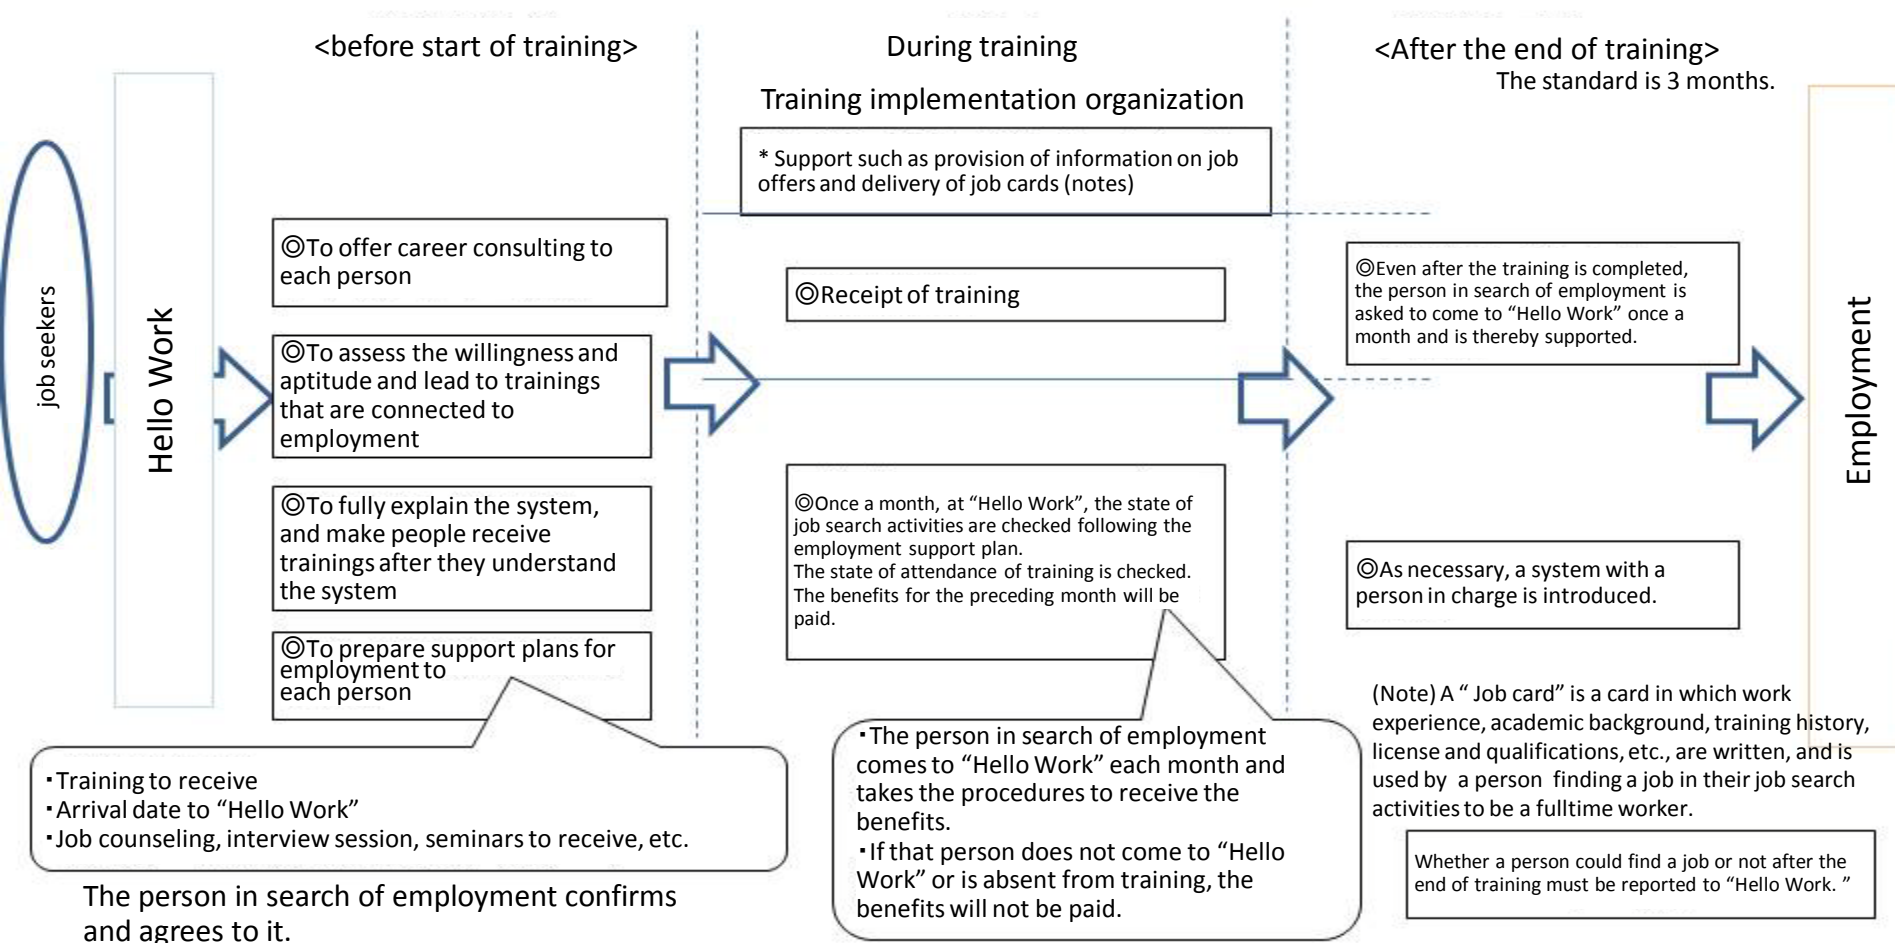 <before start of training>
During training
<After the end of training>
The standard is 3 months.
Training implementation organization
* Support such as provision of information on job
offers and delivery of job cards (notes)
job seekers
Hello Work
◎To offer career consulting to
each person
◎To assess the willingness and
aptitude and lead to trainings
that are connected to
employment
◎To fully explain the system,
and make people receive
trainings after they understand
the system
◎To prepare support plans for
employment to
each person
・Training to receive
・Arrival date to “Hello Work”
・Job counseling, interview session, seminars to receive, etc.
The person in search of employment confirms
and agrees to it.
◎Receipt of training
◎Once a month, at “Hello Work”, the state of
job search activities are checked following the
employment support plan.
The state of attendance of training is checked.
The benefits for the preceding month will be
paid.
・The person in search of employment
comes to “Hello Work” each month and
takes the procedures to receive the
benefits.
・If that person does not come to “Hello
Work” or is absent from training, the
benefits will not be paid.
◎Even after the training is completed,
the person in search of employment is
asked to come to “Hello Work” once a
month and is thereby supported.
◎As necessary, a system with a
person in charge is introduced.
(Note) A “ Job card” is a card in which work
experience, academic background, training history,
license and qualifications, etc., are written, and is
used by a person finding a job in their job search
activities to be a fulltime worker.
Whether a person could find a job or not after the
end of training must be reported to “Hello Work. ”
Employment